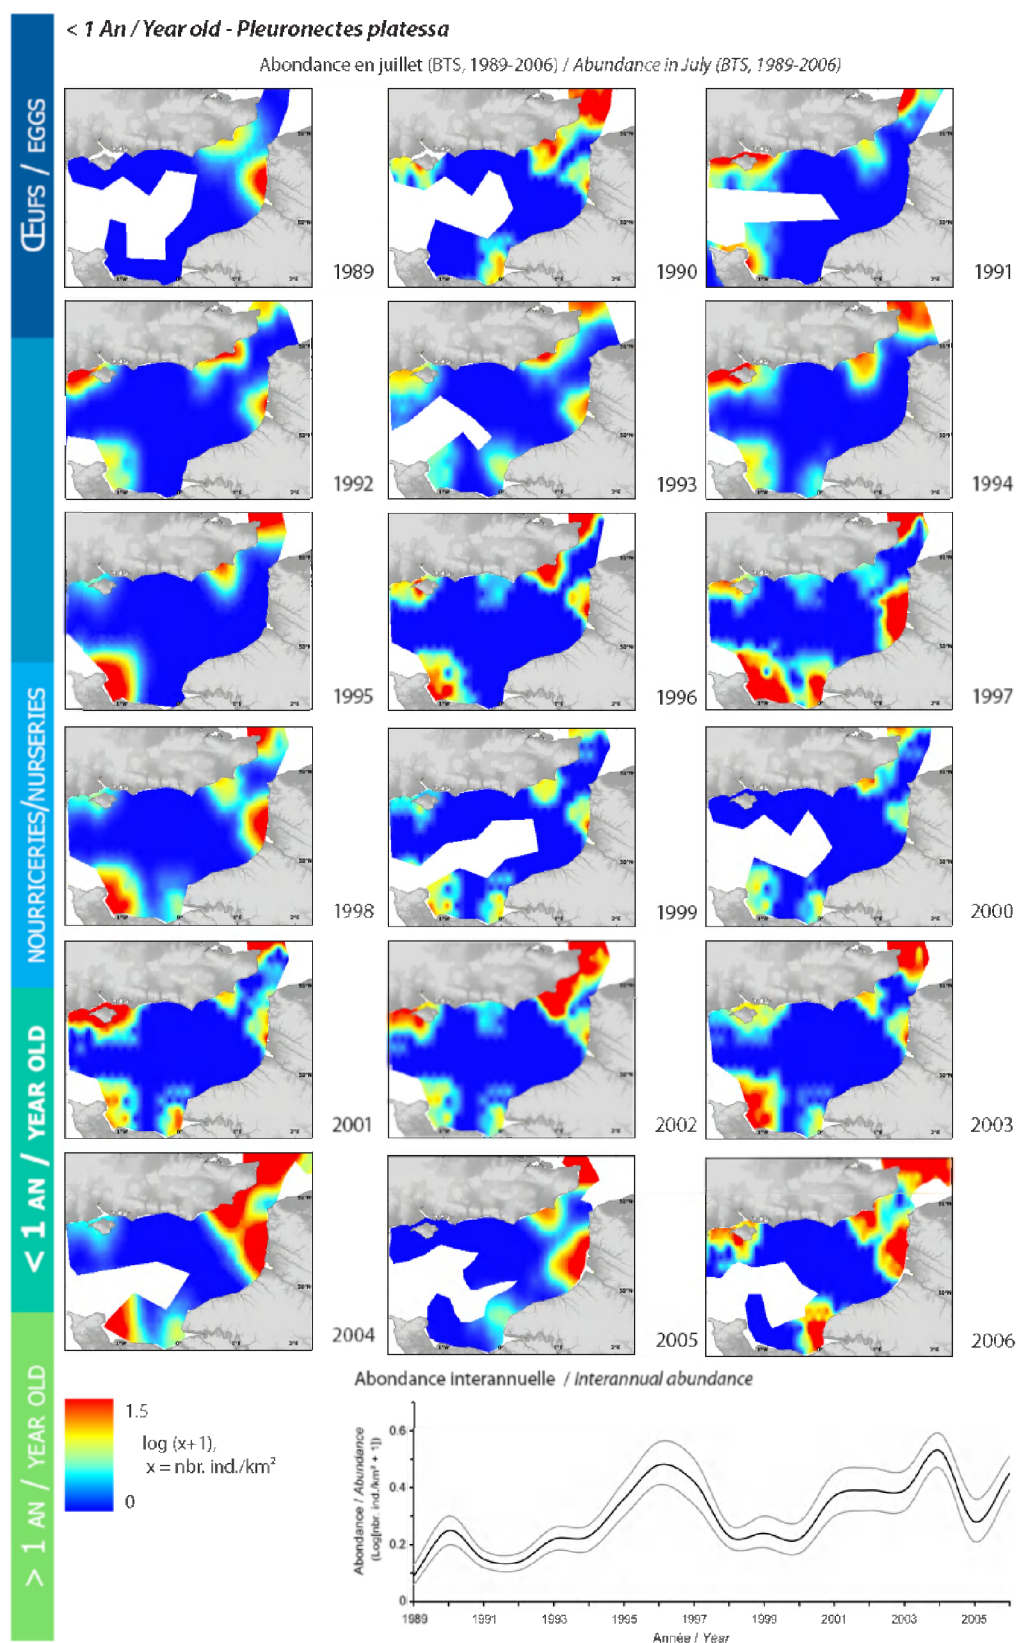 < 1 An / Year old - Pleuronectes platessa
Abondance en juillet (BTS, 1989-2006) / Abundance in July (BTS, 1989-2006)
ŒUFS / EGGS
NOURRICERIES/NURSERIES
< 1 AN / YEAR OLD
> 1 AN / YEAR OLD
1989
1990
1991
1992
1993
1994
1995
1996
1997
1998
1999
2000
2001
2002
2003
2004
2005
2006
Abondance interannuelle / Interannual abundance
1.5
log (x+1),
x = nbr. ind./km²
0
Abondance / Abundance
(Log[nbr. ind./km² + 1])
0.6
0.4
0.2
0
1989 1991 1993 1995 1997 1999 2001 2003 2005
Année / Year